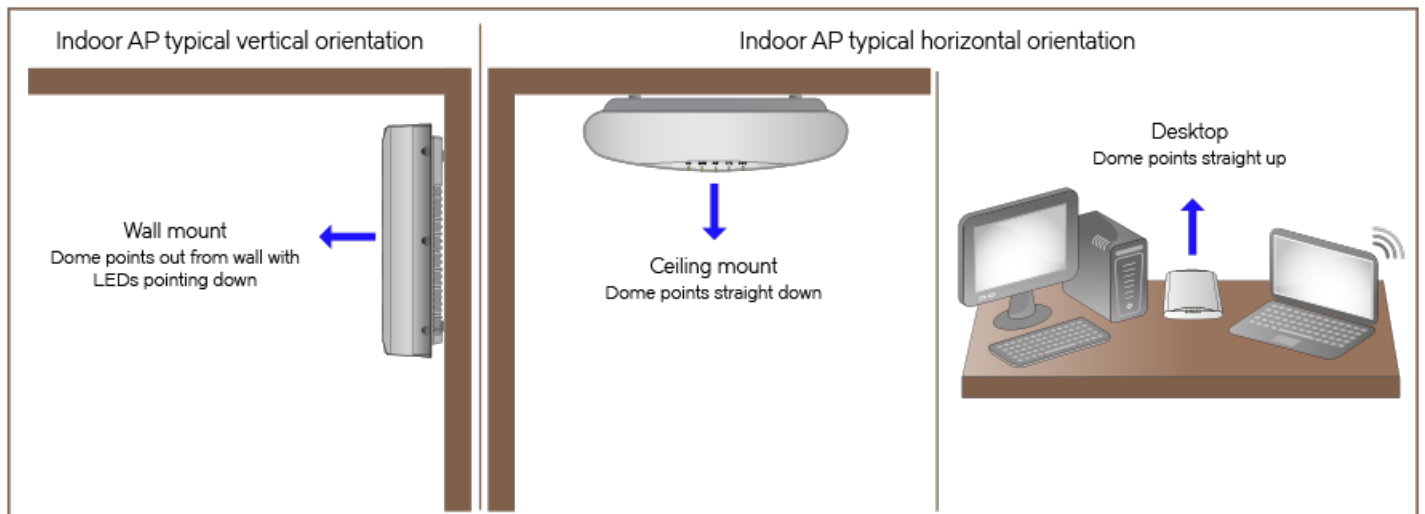 Indoor AP typical vertical orientation
Wall mount
Dome points out from wall with
LEDs pointing down
Indoor AP typical horizontal orientation
Ceiling mount
Dome points straight down
Desktop
Dome points straight up